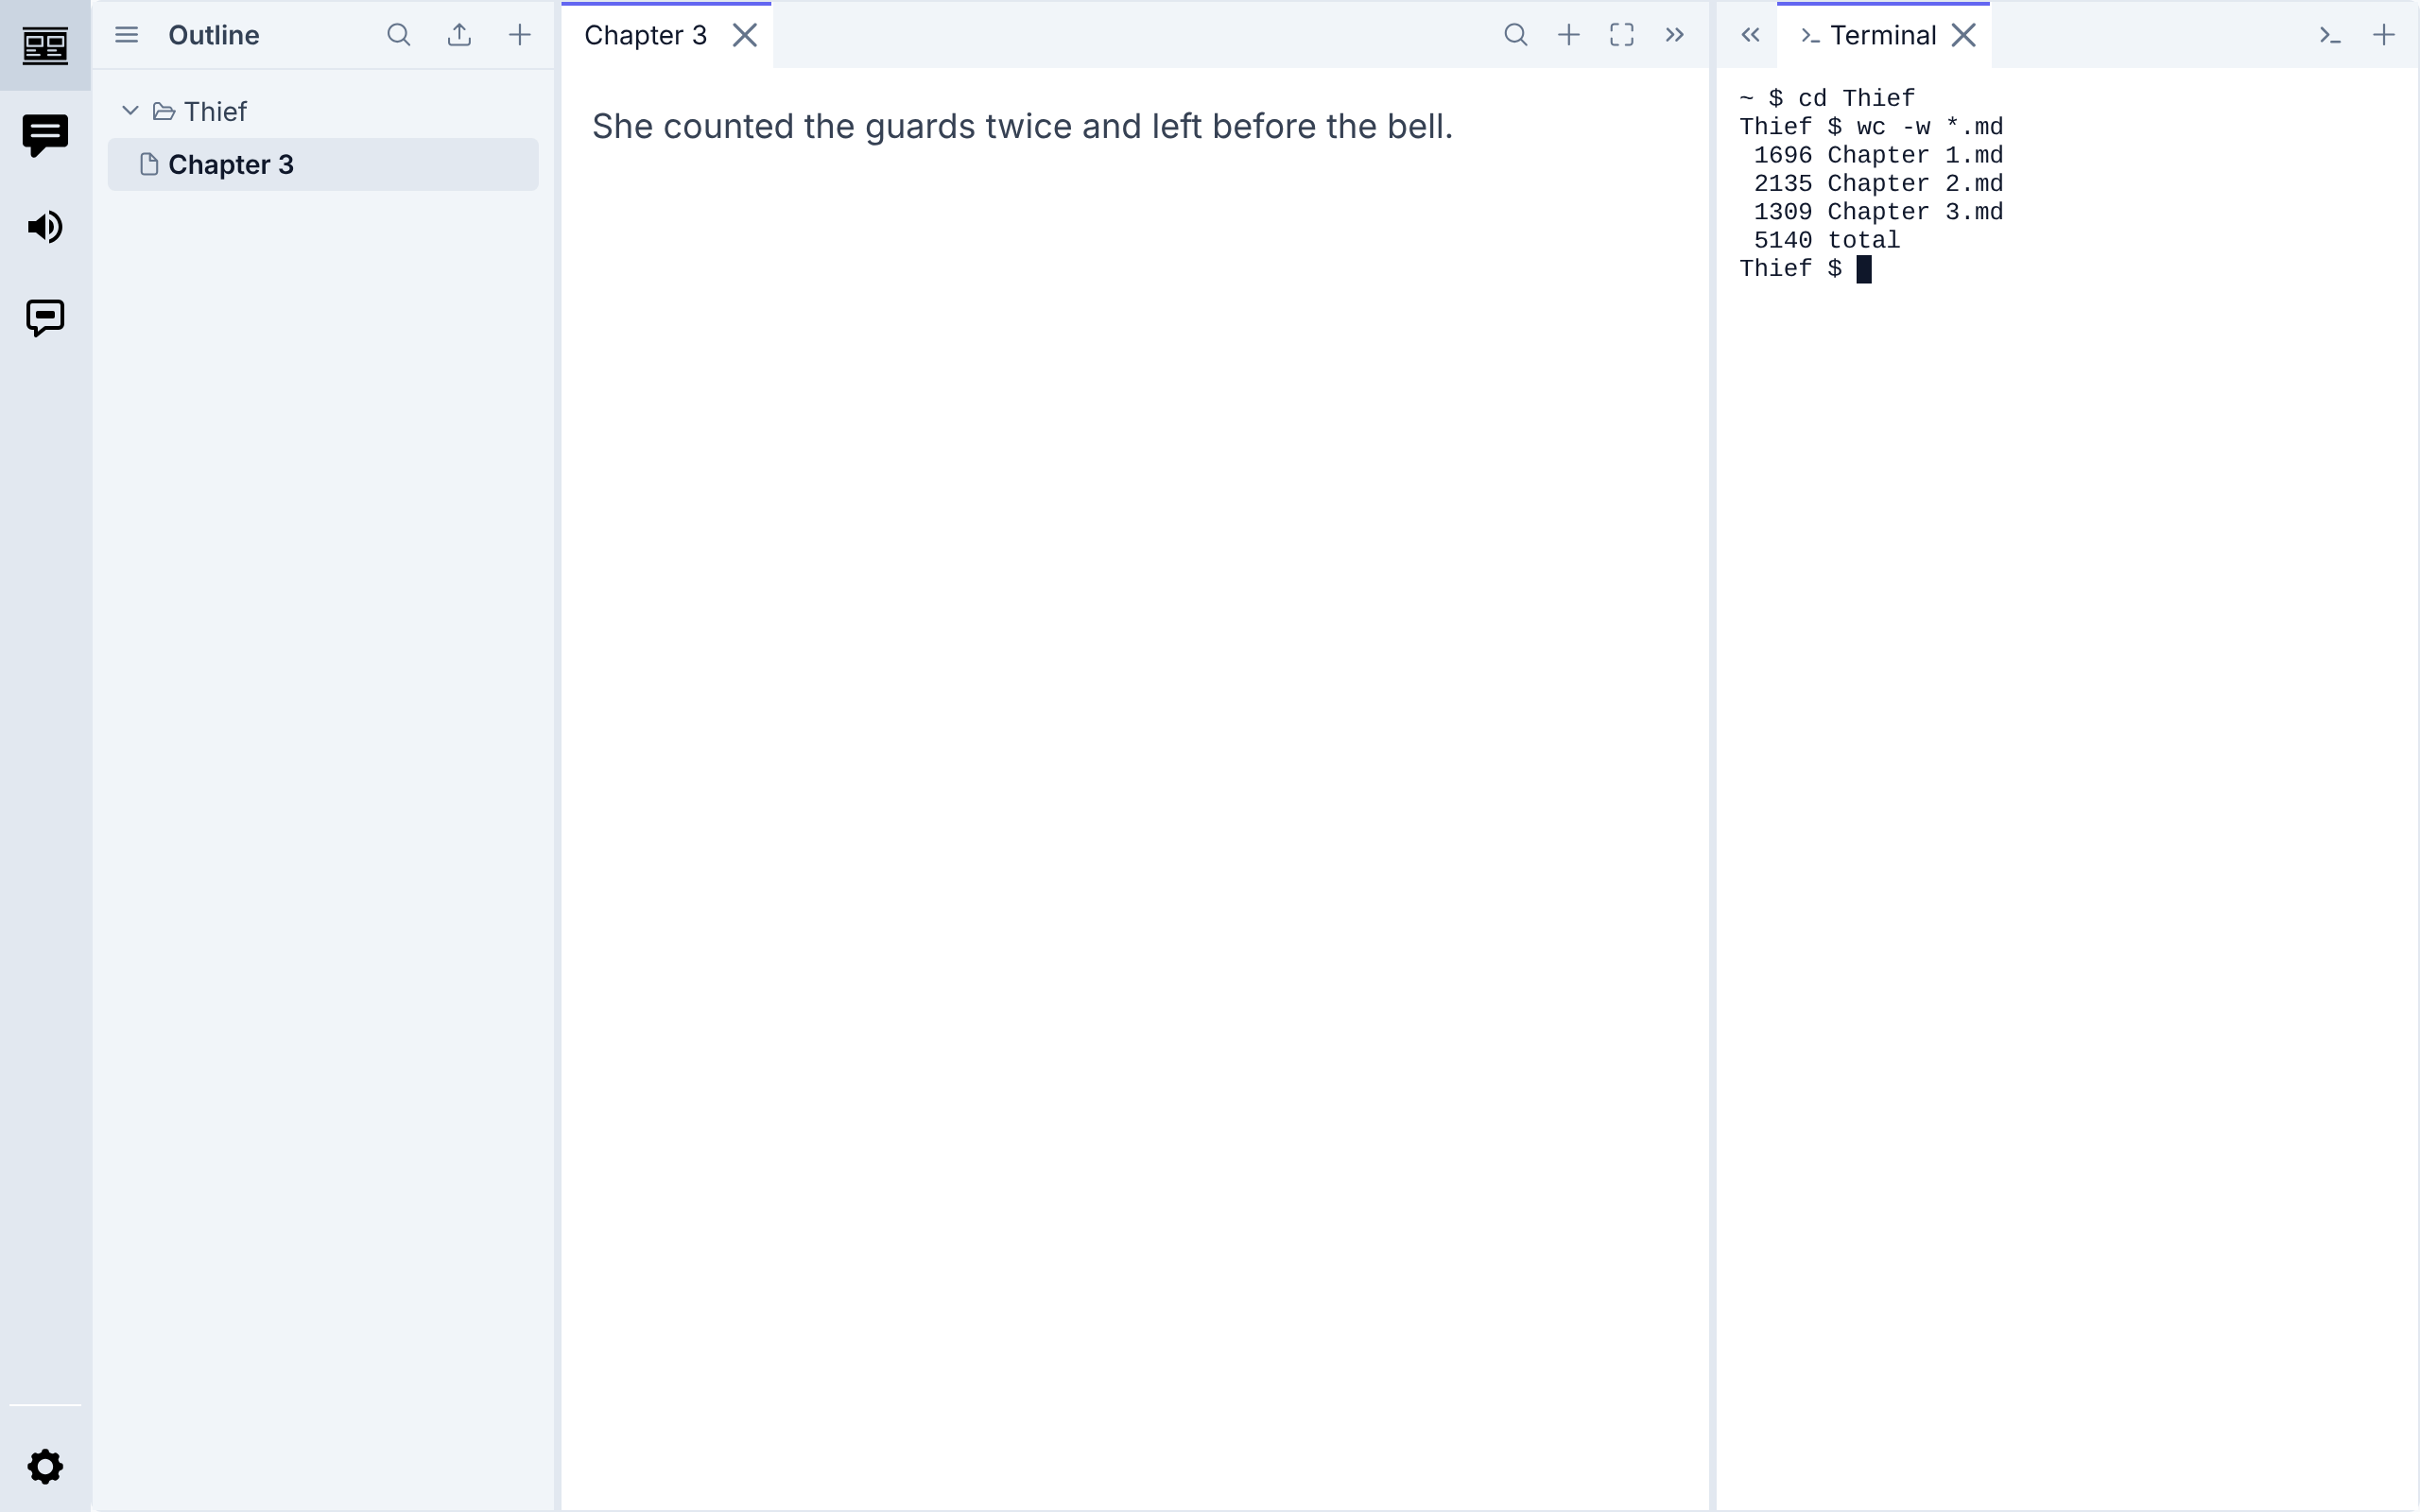 Outline
Thief
Chapter 3
Chapter 3
She counted the guards twice and left before the bell.
Terminal
~ $ cd Thief
Thief $ wc -w *.md
1696 Chapter 1.md
2135 Chapter 2.md
1309 Chapter 3.md
5140 total
Thief $